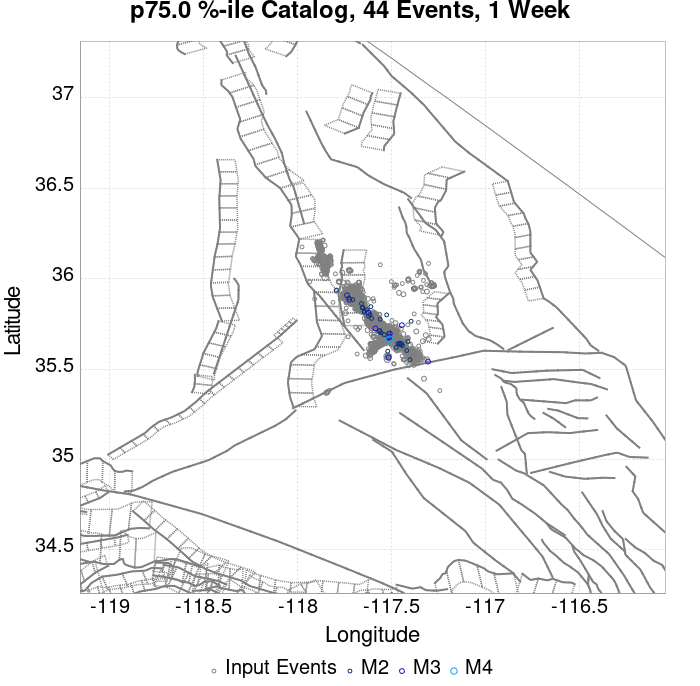 p75.0 %-ile Catalog, 44 Events, 1 Week
37
36.5
36
35.5
35
34.5
Latitude
-119
-118.5
-118
-117.5
-117
-116.5
Longitude
Input Events
M2
M3
M4